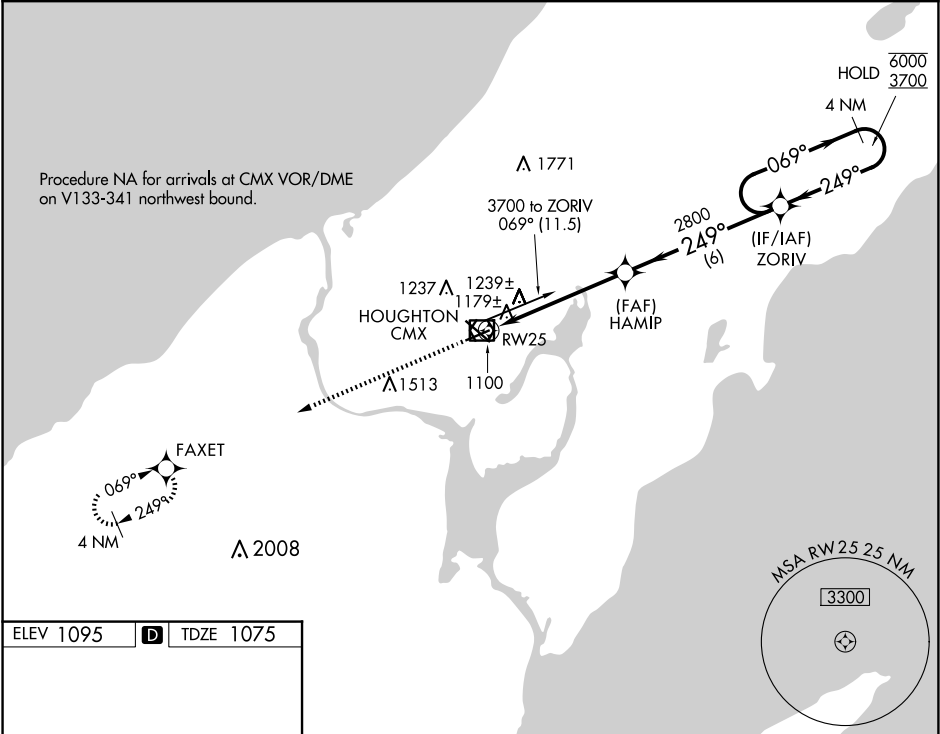 HOLD
6000
3700
4 NM
069°
249°
Procedure NA for arrivals at CMX VOR/DME
on V133-341 northwest bound.
1771
3700 to ZORIV
069° (11.5)
2800
249°
(6)
(IF/IAF)
ZORIV
1237
1239±
1179±
(FAF)
HAMIP
HOUGHTON
CMX
RW25
1513
1100
FAXET
069°
249°
4 NM
2008
MSA RW25 25 NM
3300
ELEV 1095 D TDZE 1075